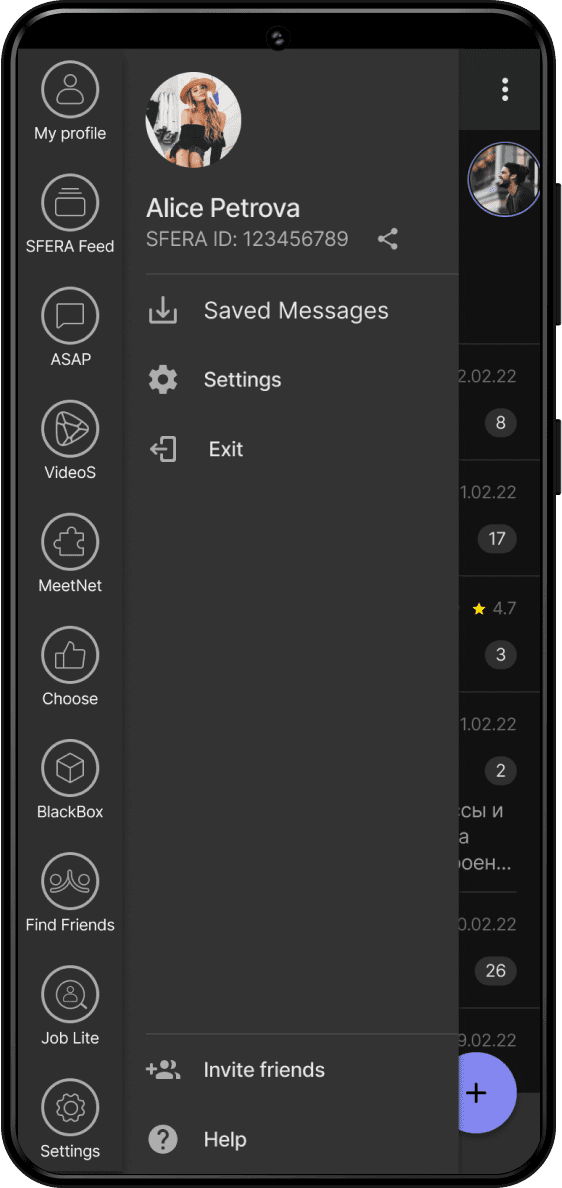 My profile
SFERA Feed
ASAP
VideoS
MeetNet
Choose
BlackBox
Find Friends
Job Lite
Settings
Alice Petrova
SFERA ID: 123456789
Saved Messages
Settings
Exit
Invite friends
Help
2.02.22
8
1.02.22
17
4.7
3
1.02.22
2
ссы и
а
роен...
0.02.22
26
9.02.22
+